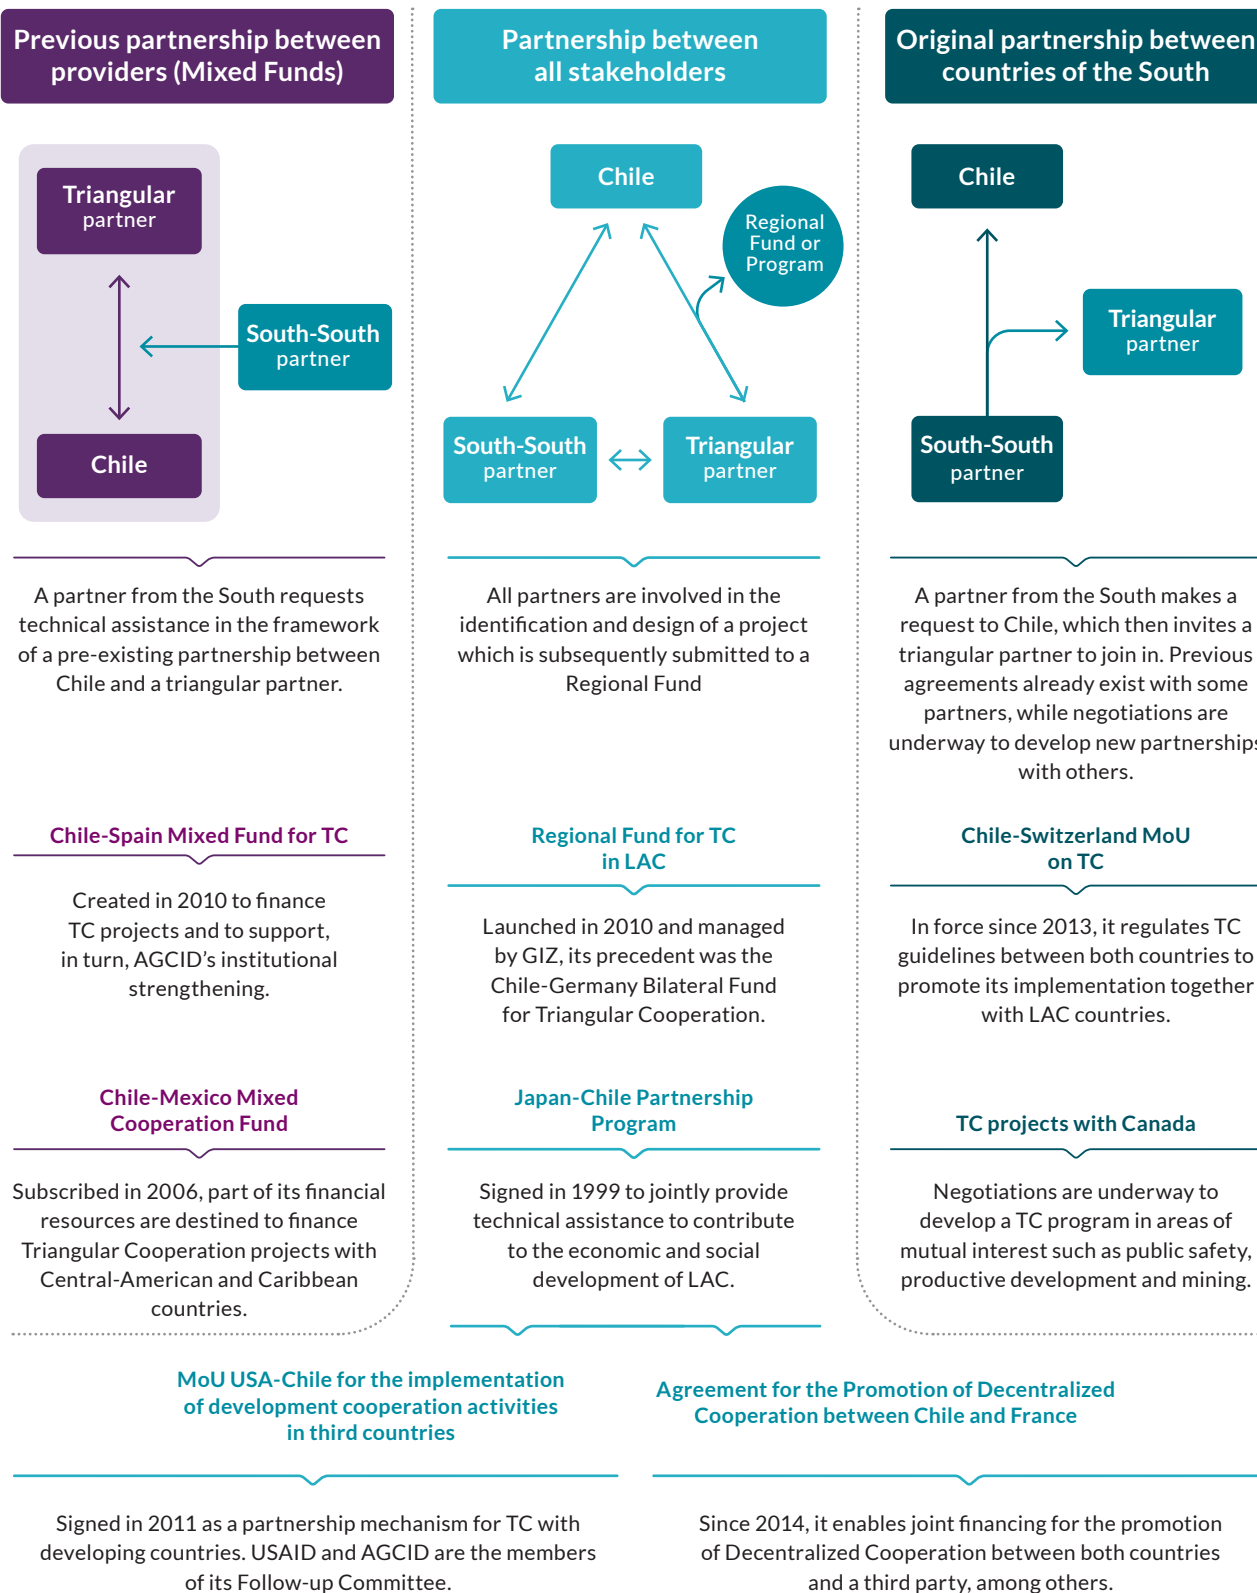 Previous partnership between
providers (Mixed Funds)
Triangular
partner
South-South
partner
Chile
A partner from the South requests
technical assistance in the framework
of a pre-existing partnership between
Chile and a triangular partner.
Chile-Spain Mixed Fund for TC
Created in 2010 to finance
TC projects and to support,
in turn, AGCID's institutional
strengthening.
Chile-Mexico Mixed
Cooperation Fund
Subscribed in 2006, part of its financial
resources are destined to finance
Triangular Cooperation projects with
Central-American and Caribbean
countries.
Partnership between
all stakeholders
Chile
Regional
Fund or
Program
South-South
partner
Triangular
partner
All partners are involved in the
identification and design of a project
which is subsequently submitted to a
Regional Fund
Regional Fund for TC
in LAC
Launched in 2010 and managed
by GIZ, its precedent was the
Chile-Germany Bilateral Fund
for Triangular Cooperation.
Japan-Chile Partnership
Program
Signed in 1999 to jointly provide
technical assistance to contribute
to the economic and social
development of LAC.
Original partnership between
countries of the South
Chile
Triangular
partner
South-South
partner
A partner from the South makes a
request to Chile, which then invites a
triangular partner to join in. Previous
agreements already exist with some
partners, while negotiations are
underway to develop new partnerships
with others.
Chile-Switzerland MoU
on TC
In force since 2013, it regulates TC
guidelines between both countries to
promote its implementation together
with LAC countries.
TC projects with Canada
Negotiations are underway to
develop a TC program in areas of
mutual interest such as public safety,
productive development and mining.
MoU USA-Chile for the implementation
of development cooperation activities
in third countries
Signed in 2011 as a partnership mechanism for TC with
developing countries. USAID and AGCID are the members
of its Follow-up Committee.
Agreement for the Promotion of Decentralized
Cooperation between Chile and France
Since 2014, it enables joint financing for the promotion
of Decentralized Cooperation between both countries
and a third party, among others.